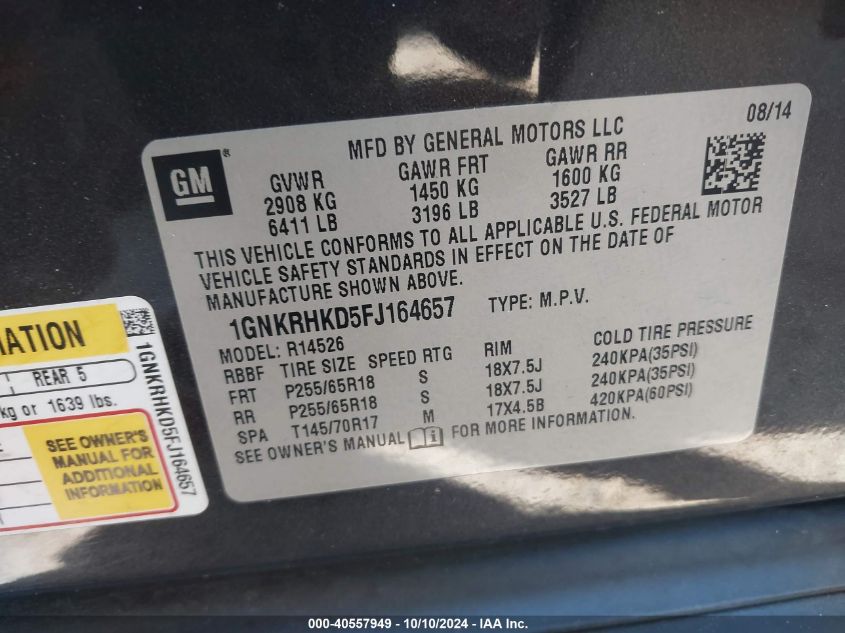 08/14
MFD BY GENERAL MOTORS LLC
GM®
GVWR GAWR FRT GAWR RR
2908 KG 1450 KG 1600 KG
6411 LB 3196 LB 3527 LB
THIS VEHICLE CONFORMS TO ALL APPLICABLE U.S. FEDERAL MOTOR
VEHICLE SAFETY STANDARDS IN EFFECT ON THE DATE OF
MANUFACTURE SHOWN ABOVE.
1GNKRHKD5FJ164657 TYPE: M.P.V.
MODEL: R14526
RBBF TIRE SIZE SPEED RTG RIM COLD TIRE PRESSURE
FRT P255/65R18 S 18X7.5J 240KPA(35PSI)
RR P255/65R18 S 18X7.5J 240KPA(35PSI)
SPA T145/70R17 M 17X4.5B 420KPA(60PSI)
SEE OWNER'S MANUAL FOR MORE INFORMATION.
MATION
REAR 5
kg or 1639 lbs.
SEE OWNER'S
MANUAL FOR
ADDITIONAL
INFORMATION
1GNKRHKD5FJ164657
000-40557949 - 10/10/2024 - IAA Inc.